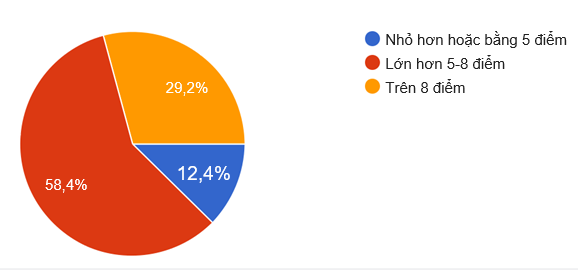 Nhỏ hơn hoặc bằng 5 điểm
Lớn hơn 5-8 điểm
Trên 8 điểm
29,2%
12,4%
58,4%